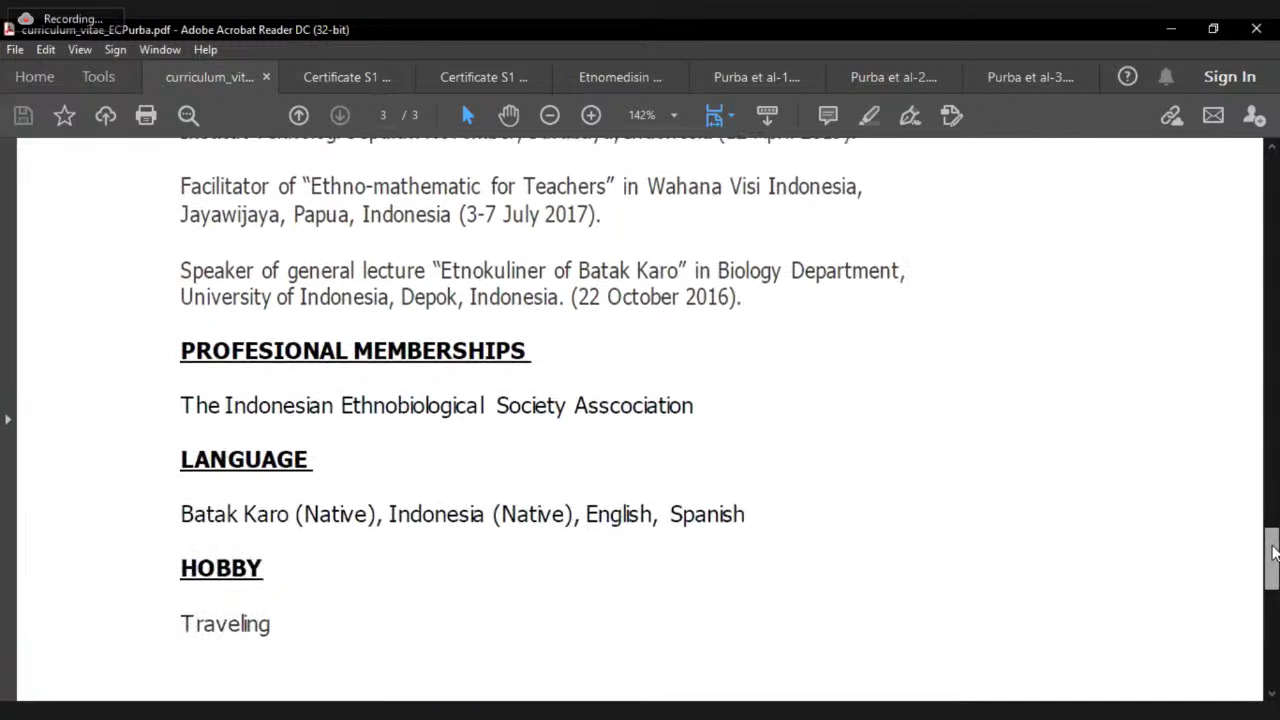 Recording...
curriculum_vitae_ECPurba.pdf - Adobe Acrobat Reader DC (32-bit)
File Edit View Sign Window Help
Home Tools curriculum_vit... × Certificate S1 ... Certificate S1 ... Etnomedisin ... Purba et al-1.... Purba et al-2.... Purba et al-3.... Sign In
3 / 3 142%
Facilitator of “Ethno-mathematic for Teachers” in Wahana Visi Indonesia,
Jayawijaya, Papua, Indonesia (3-7 July 2017).
Speaker of general lecture “Etnokuliner of Batak Karo” in Biology Department,
University of Indonesia, Depok, Indonesia. (22 October 2016).
PROFESIONAL MEMBERSHIPS
The Indonesian Ethnobiological Society Asscociation
LANGUAGE
Batak Karo (Native), Indonesia (Native), English, Spanish
HOBBY
Traveling